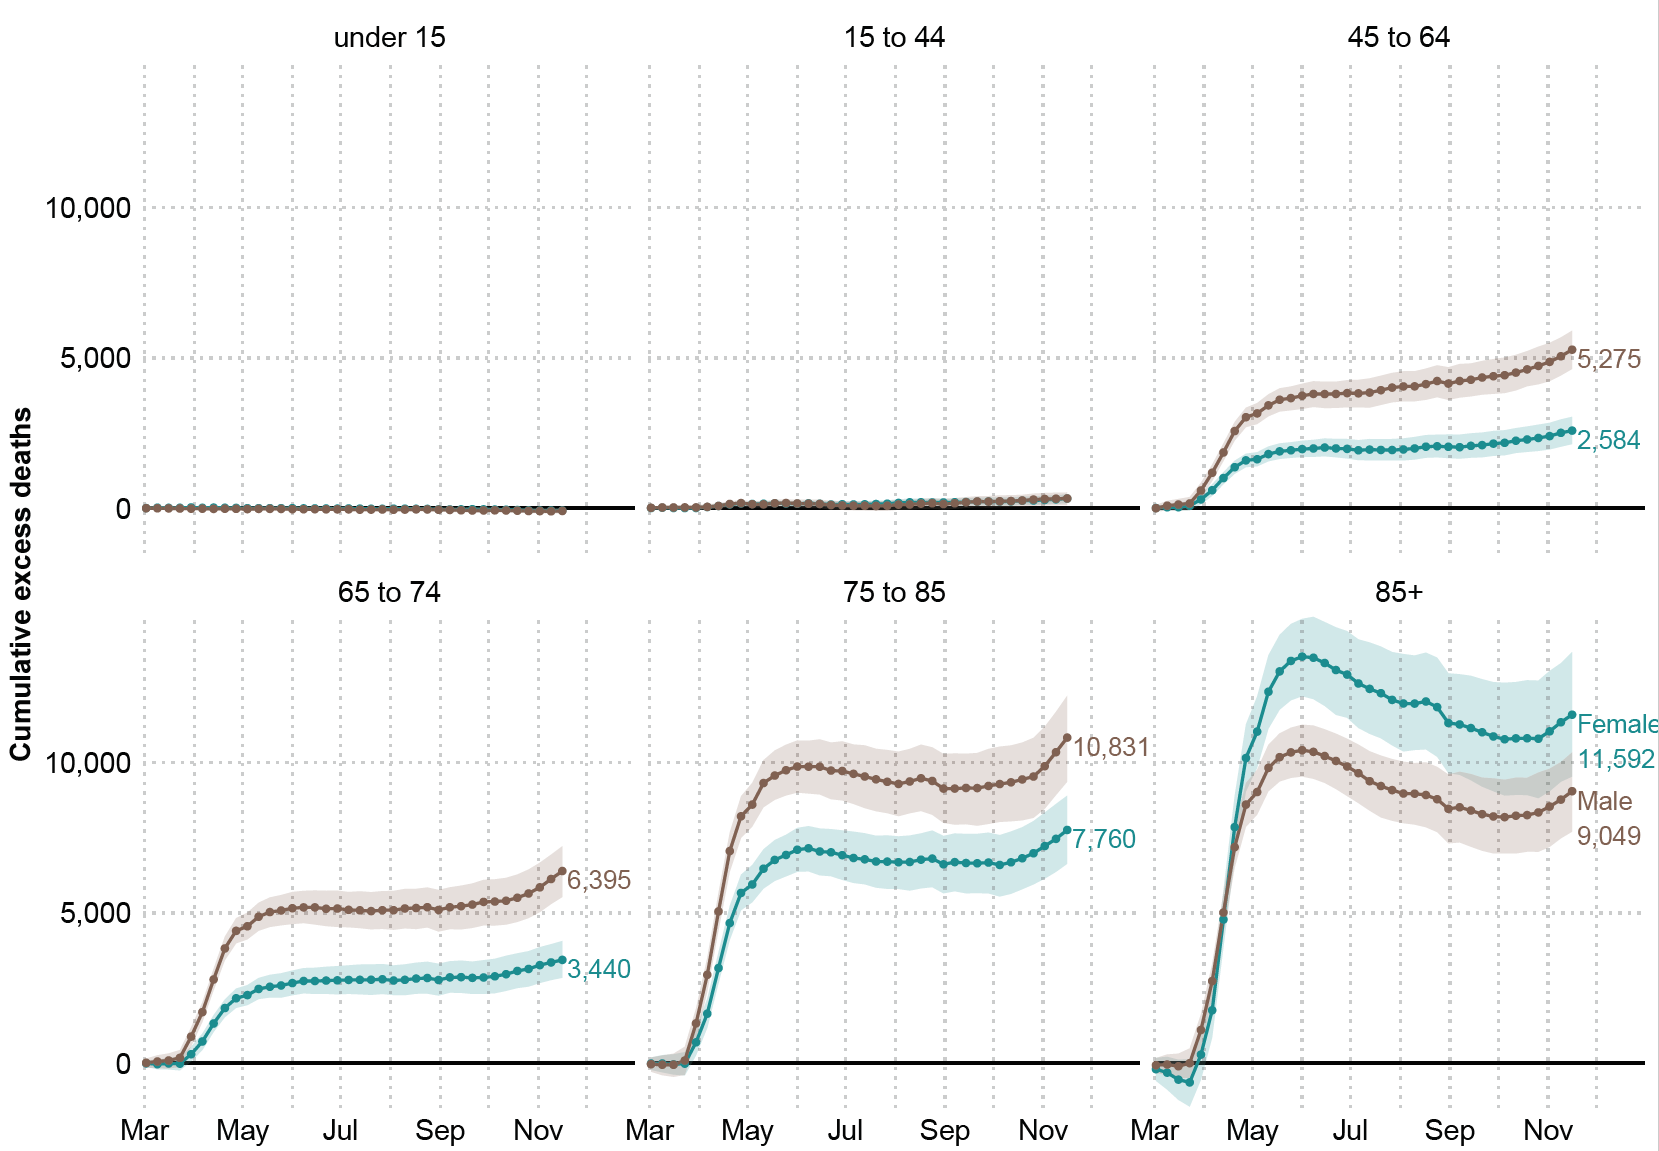 under 15
15 to 44
45 to 64
10,000
5,000
0
5,275
2,584
Cumulative excess deaths
65 to 74
75 to 85
85+
10,000
5,000
0
6,395
3,440
10,831
7,760
Female
11,592
Male
9,049
Mar May Jul Sep Nov
Mar May Jul Sep Nov
Mar May Jul Sep Nov